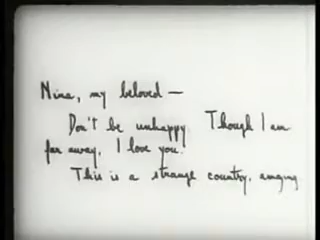 Nina, my beloved —
Don't be unhappy Though I am
far away, I love you.
This is a strange country,